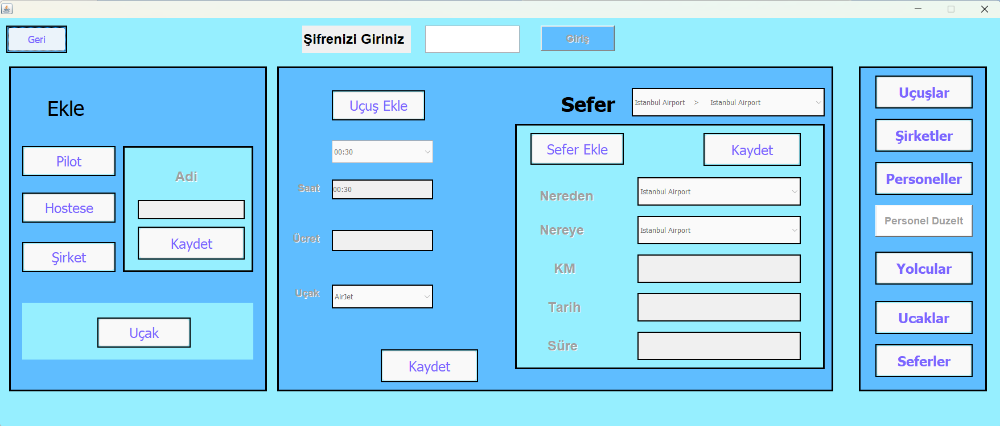 Geri
Şifrenizi Giriniz
Giriş
Ekle
Pilot
Hostese
Şirket
Adi
Kaydet
Uçak
Uçuş Ekle
00:30
Saat
00:30
Ücret
Uçak
AirJet
Kaydet
Sefer
Istanbul Airport > Istanbul Airport
Sefer Ekle
Kaydet
Nereden
Istanbul Airport
Nereye
Istanbul Airport
KM
Tarih
Süre
Uçuşlar
Şirketler
Personeller
Personel Duzelt
Yolcular
Ucaklar
Seferler